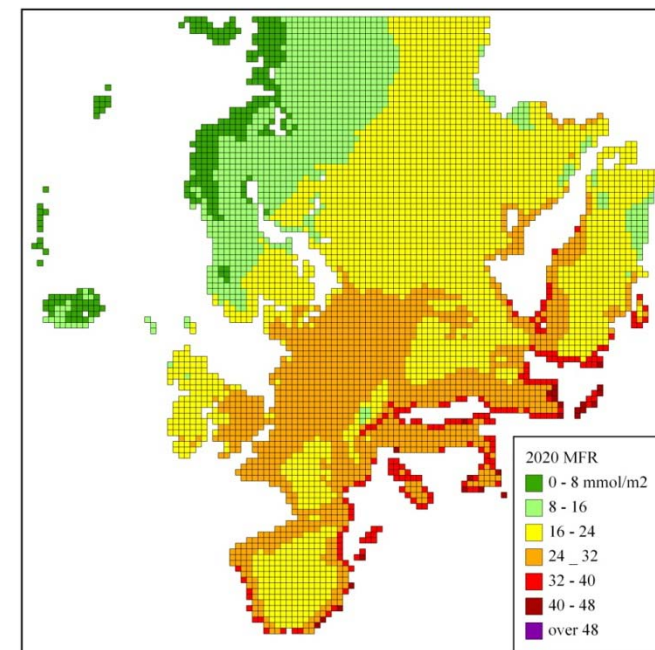 2020 MFR
0 - 8 mmol/m2
8 - 16
16 - 24
24 _ 32
32 - 40
40 - 48
over 48